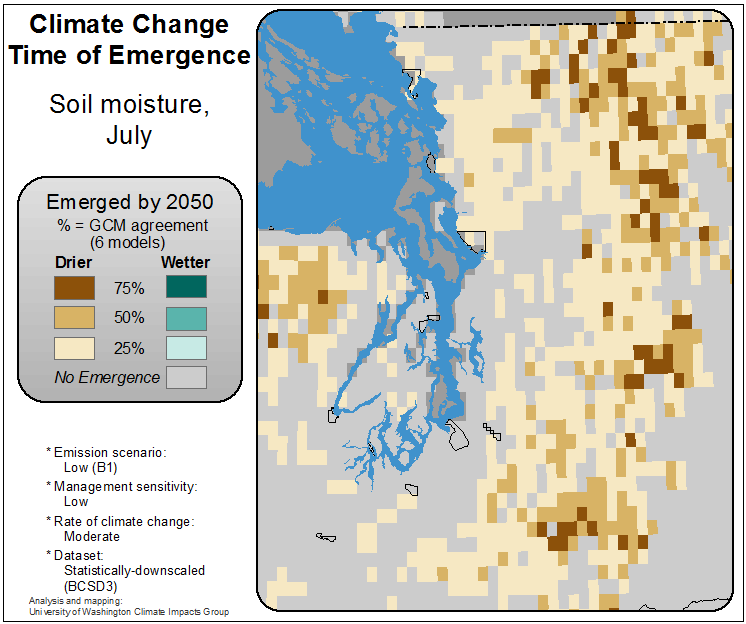 Climate Change
Time of Emergence
Soil moisture,
July
Emerged by 2050
% = GCM agreement
(6 models)
Drier Wetter
75%
50%
25%
No Emergence
* Emission scenario:
Low (B1)
* Management sensitivity:
Low
* Rate of climate change:
Moderate
* Dataset:
Statistically-downscaled
(BCSD3)
Analysis and mapping:
University of Washington Climate Impacts Group